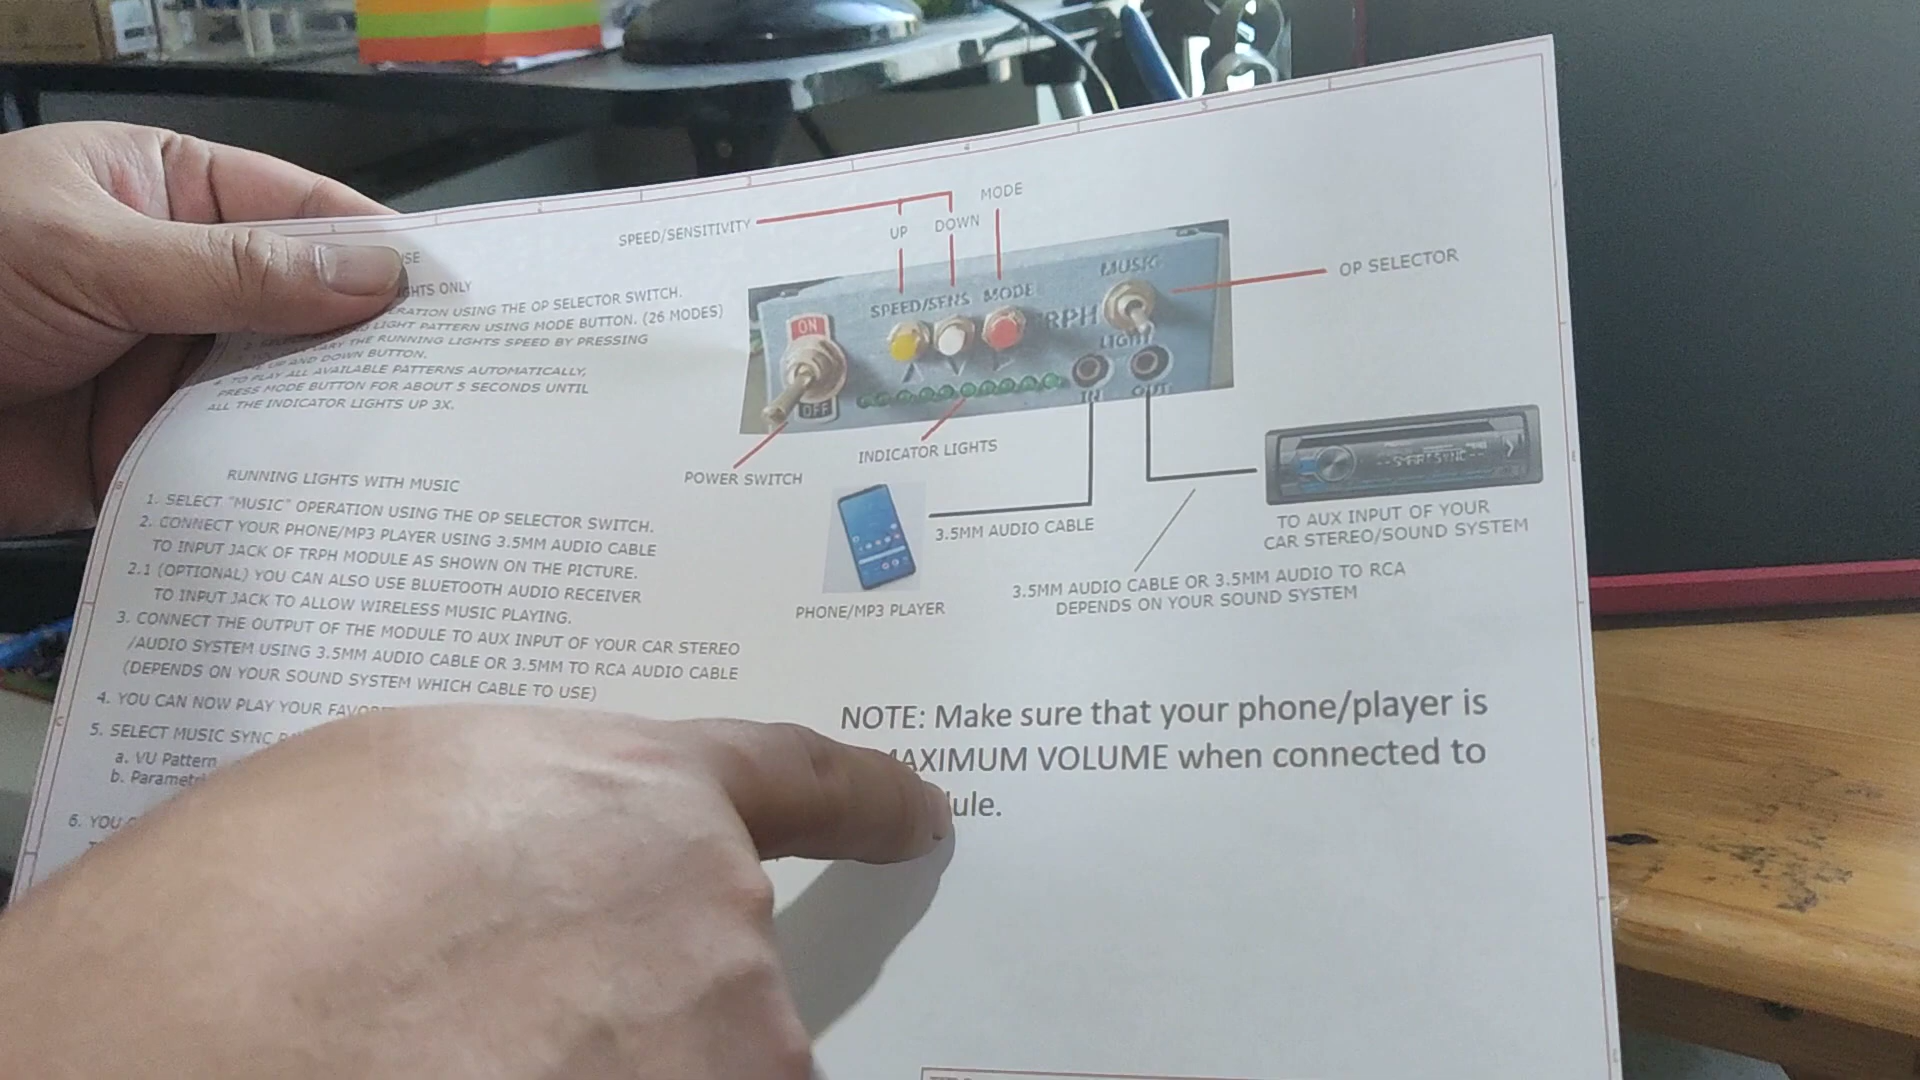 SE
GHTS ONLY
ERATION USING THE OP SELECTOR SWITCH.
LIGHT PATTERN USING MODE BUTTON. (26 MODES)
VARY THE RUNNING LIGHTS SPEED BY PRESSING
UP AND DOWN BUTTON.
4. TO PLAY ALL AVAILABLE PATTERNS AUTOMATICALLY,
PRESS MODE BUTTON FOR ABOUT 5 SECONDS UNTIL
ALL THE INDICATOR LIGHTS UP 3X.
RUNNING LIGHTS WITH MUSIC
1. SELECT "MUSIC" OPERATION USING THE OP SELECTOR SWITCH.
2. CONNECT YOUR PHONE/MP3 PLAYER USING 3.5MM AUDIO CABLE
TO INPUT JACK OF TRPH MODULE AS SHOWN ON THE PICTURE.
2.1 (OPTIONAL) YOU CAN ALSO USE BLUETOOTH AUDIO RECEIVER
TO INPUT JACK TO ALLOW WIRELESS MUSIC PLAYING.
3. CONNECT THE OUTPUT OF THE MODULE TO AUX INPUT OF YOUR CAR STEREO
/AUDIO SYSTEM USING 3.5MM AUDIO CABLE OR 3.5MM TO RCA AUDIO CABLE
(DEPENDS ON YOUR SOUND SYSTEM WHICH CABLE TO USE)
4. YOU CAN NOW PLAY YOUR
5. SELECT MUSIC SYNC
a. VU Pattern
b. Parametri
6. YOU
MODE
SPEED/SENSITIVITY
UP
DOWN
OP SELECTOR
MUSIC
SPEED/SENS
MODE
ON
TRPH
LIGHT
OFF
IN
OUT
INDICATOR LIGHTS
POWER SWITCH
3.5MM AUDIO CABLE
TO AUX INPUT OF YOUR
CAR STEREO/SOUND SYSTEM
3.5MM AUDIO CABLE OR 3.5MM AUDIO TO RCA
DEPENDS ON YOUR SOUND SYSTEM
PHONE/MP3 PLAYER
NOTE: Make sure that your phone/player is
MAXIMUM VOLUME when connected to
ule.